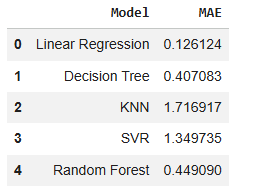 Model MAE
0 Linear Regression 0.126124
1 Decision Tree 0.407083
2 KNN 1.716917
3 SVR 1.349735
4 Random Forest 0.449090